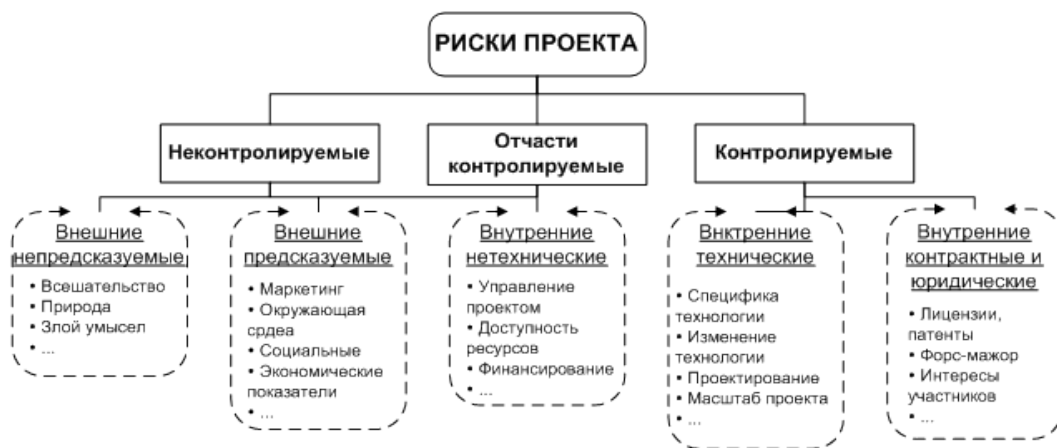 РИСКИ ПРОЕКТА
Неконтролируемые
Отчасти
контролируемые
Контролируемые
Внешние
непредсказуемые
• Всешательство
• Природа
• Злой умысел
• ...
Внешние
предсказуемые
• Маркетинг
• Окружающая
срдеа
• Социальные
• Экономические
показатели
• ...
Внутренние
нетехнические
• Управление
проектом
• Доступность
ресурсов
• Финансирование
• ...
Внктренние
технические
• Специфика
технологии
• Изменение
технологии
• Проектирование
• Масштаб проекта
• ...
Внутренние
контрактные и
юридические
• Лицензии,
патенты
• Форс-мажор
• Интересы
участников
• ...